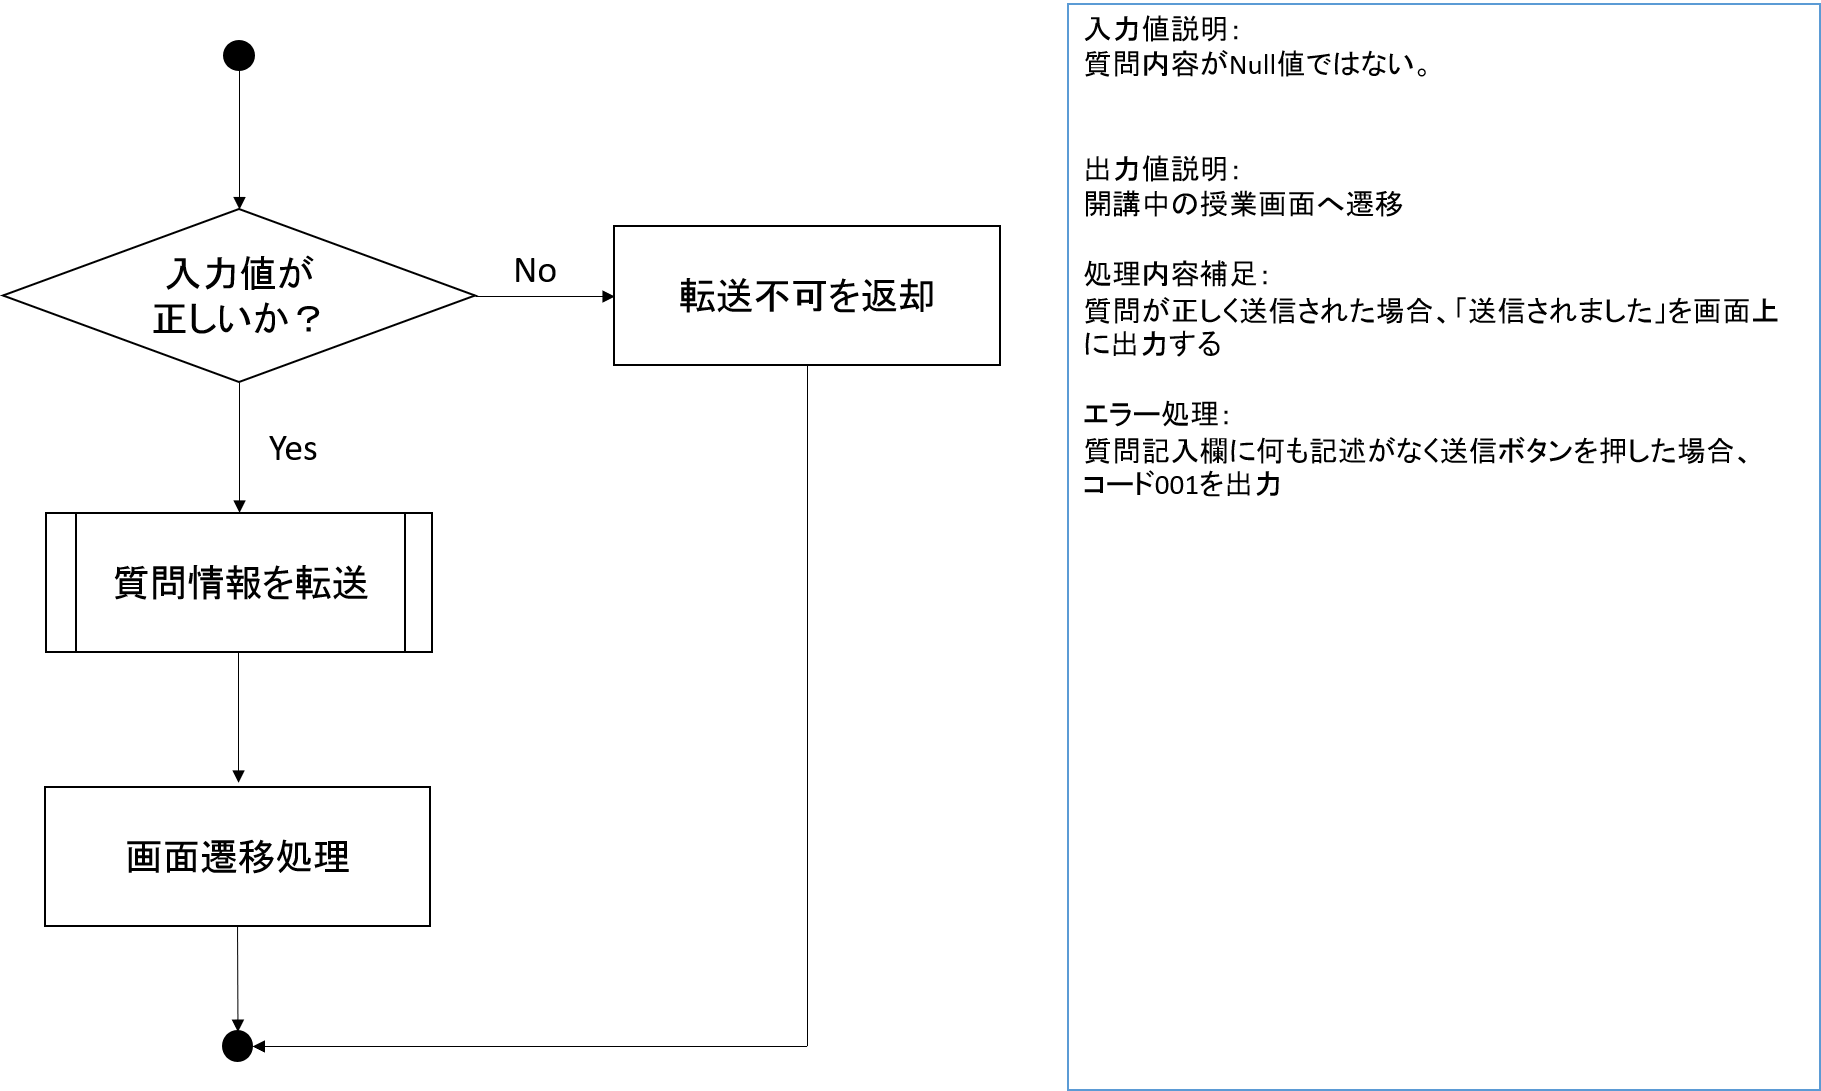 入力値が
正しいか？
No
転送不可を返却
Yes
質問情報を転送
画面遷移処理
入力値説明：
質問内容がNull値ではない。
出力値説明：
開講中の授業画面へ遷移
処理内容補足：
質問が正しく送信された場合、「送信されました」を画面上
に出力する
エラー処理：
質問記入欄に何も記述がなく送信ボタンを押した場合、
コード001を出力